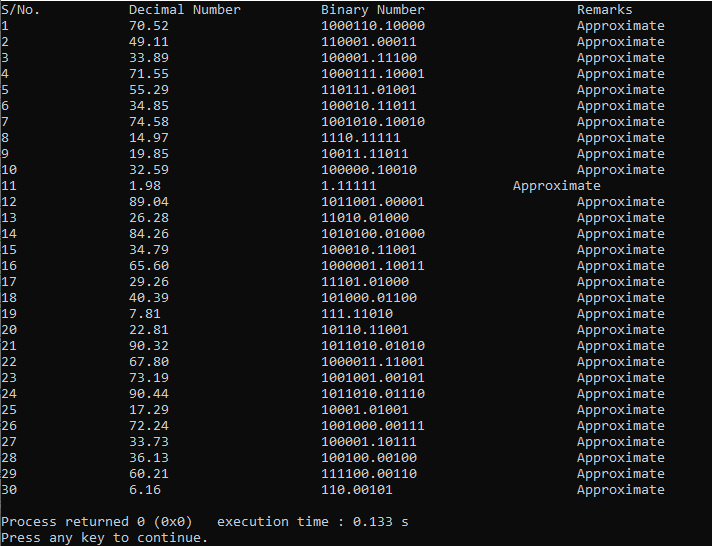 S/No. Decimal Number Binary Number Remarks
1 70.52 1000110.10000 Approximate
2 49.11 110001.00011 Approximate
3 33.89 100001.11100 Approximate
4 71.55 1000111.10001 Approximate
5 55.29 110111.01001 Approximate
6 34.85 100010.11011 Approximate
7 74.58 1001010.10010 Approximate
8 14.97 1110.11111 Approximate
9 19.85 10011.11011 Approximate
10 32.59 100000.10010 Approximate
11 1.98 1.11111 Approximate
12 89.04 1011001.00001 Approximate
13 26.28 11010.01000 Approximate
14 84.26 1010100.01000 Approximate
15 34.79 100010.11001 Approximate
16 65.60 1000001.10011 Approximate
17 29.26 11101.01000 Approximate
18 40.39 101000.01100 Approximate
19 7.81 111.11010 Approximate
20 22.81 10110.11001 Approximate
21 90.32 1011010.01010 Approximate
22 67.80 1000011.11001 Approximate
23 73.19 1001001.00101 Approximate
24 90.44 1011010.01110 Approximate
25 17.29 10001.01001 Approximate
26 72.24 1001000.00111 Approximate
27 33.73 100001.10111 Approximate
28 36.13 100100.00100 Approximate
29 60.21 111100.00110 Approximate
30 6.16 110.00101 Approximate
Process returned 0 (0x0) execution time : 0.133 s
Press any key to continue.